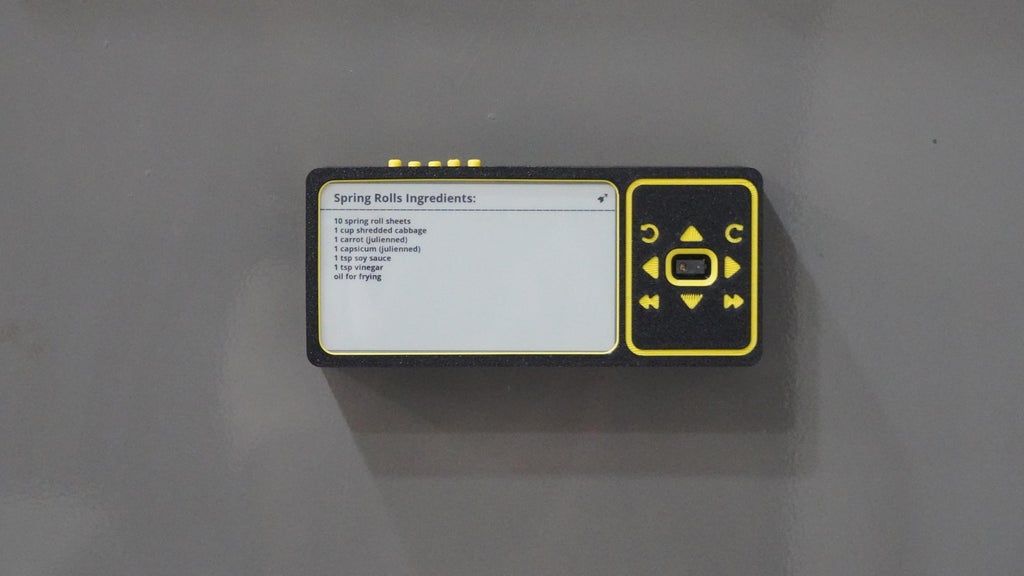 Spring Rolls Ingredients:
10 spring roll sheets
1 cup shredded cabbage
1 carrot (julienned)
1 capsicum (julienned)
1 tsp soy sauce
1 tsp vinegar
oil for frying